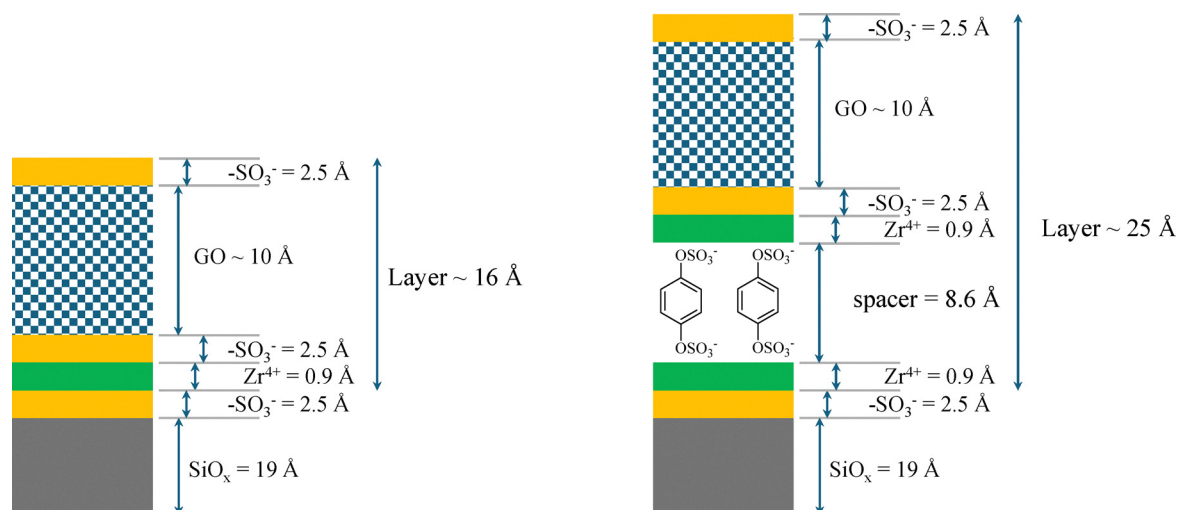 -SO₃⁻ = 2.5 Å
GO ~ 10 Å
Layer ~ 16 Å
-SO₃⁻ = 2.5 Å
Zr⁴⁺ = 0.9 Å
-SO₃⁻ = 2.5 Å
SiOₓ = 19 Å
-SO₃⁻ = 2.5 Å
GO ~ 10 Å
-SO₃⁻ = 2.5 Å
Zr⁴⁺ = 0.9 Å
Layer ~ 25 Å
OSO₃⁻ OSO₃⁻
spacer = 8.6 Å
OSO₃⁻ OSO₃⁻
Zr⁴⁺ = 0.9 Å
-SO₃⁻ = 2.5 Å
SiOₓ = 19 Å